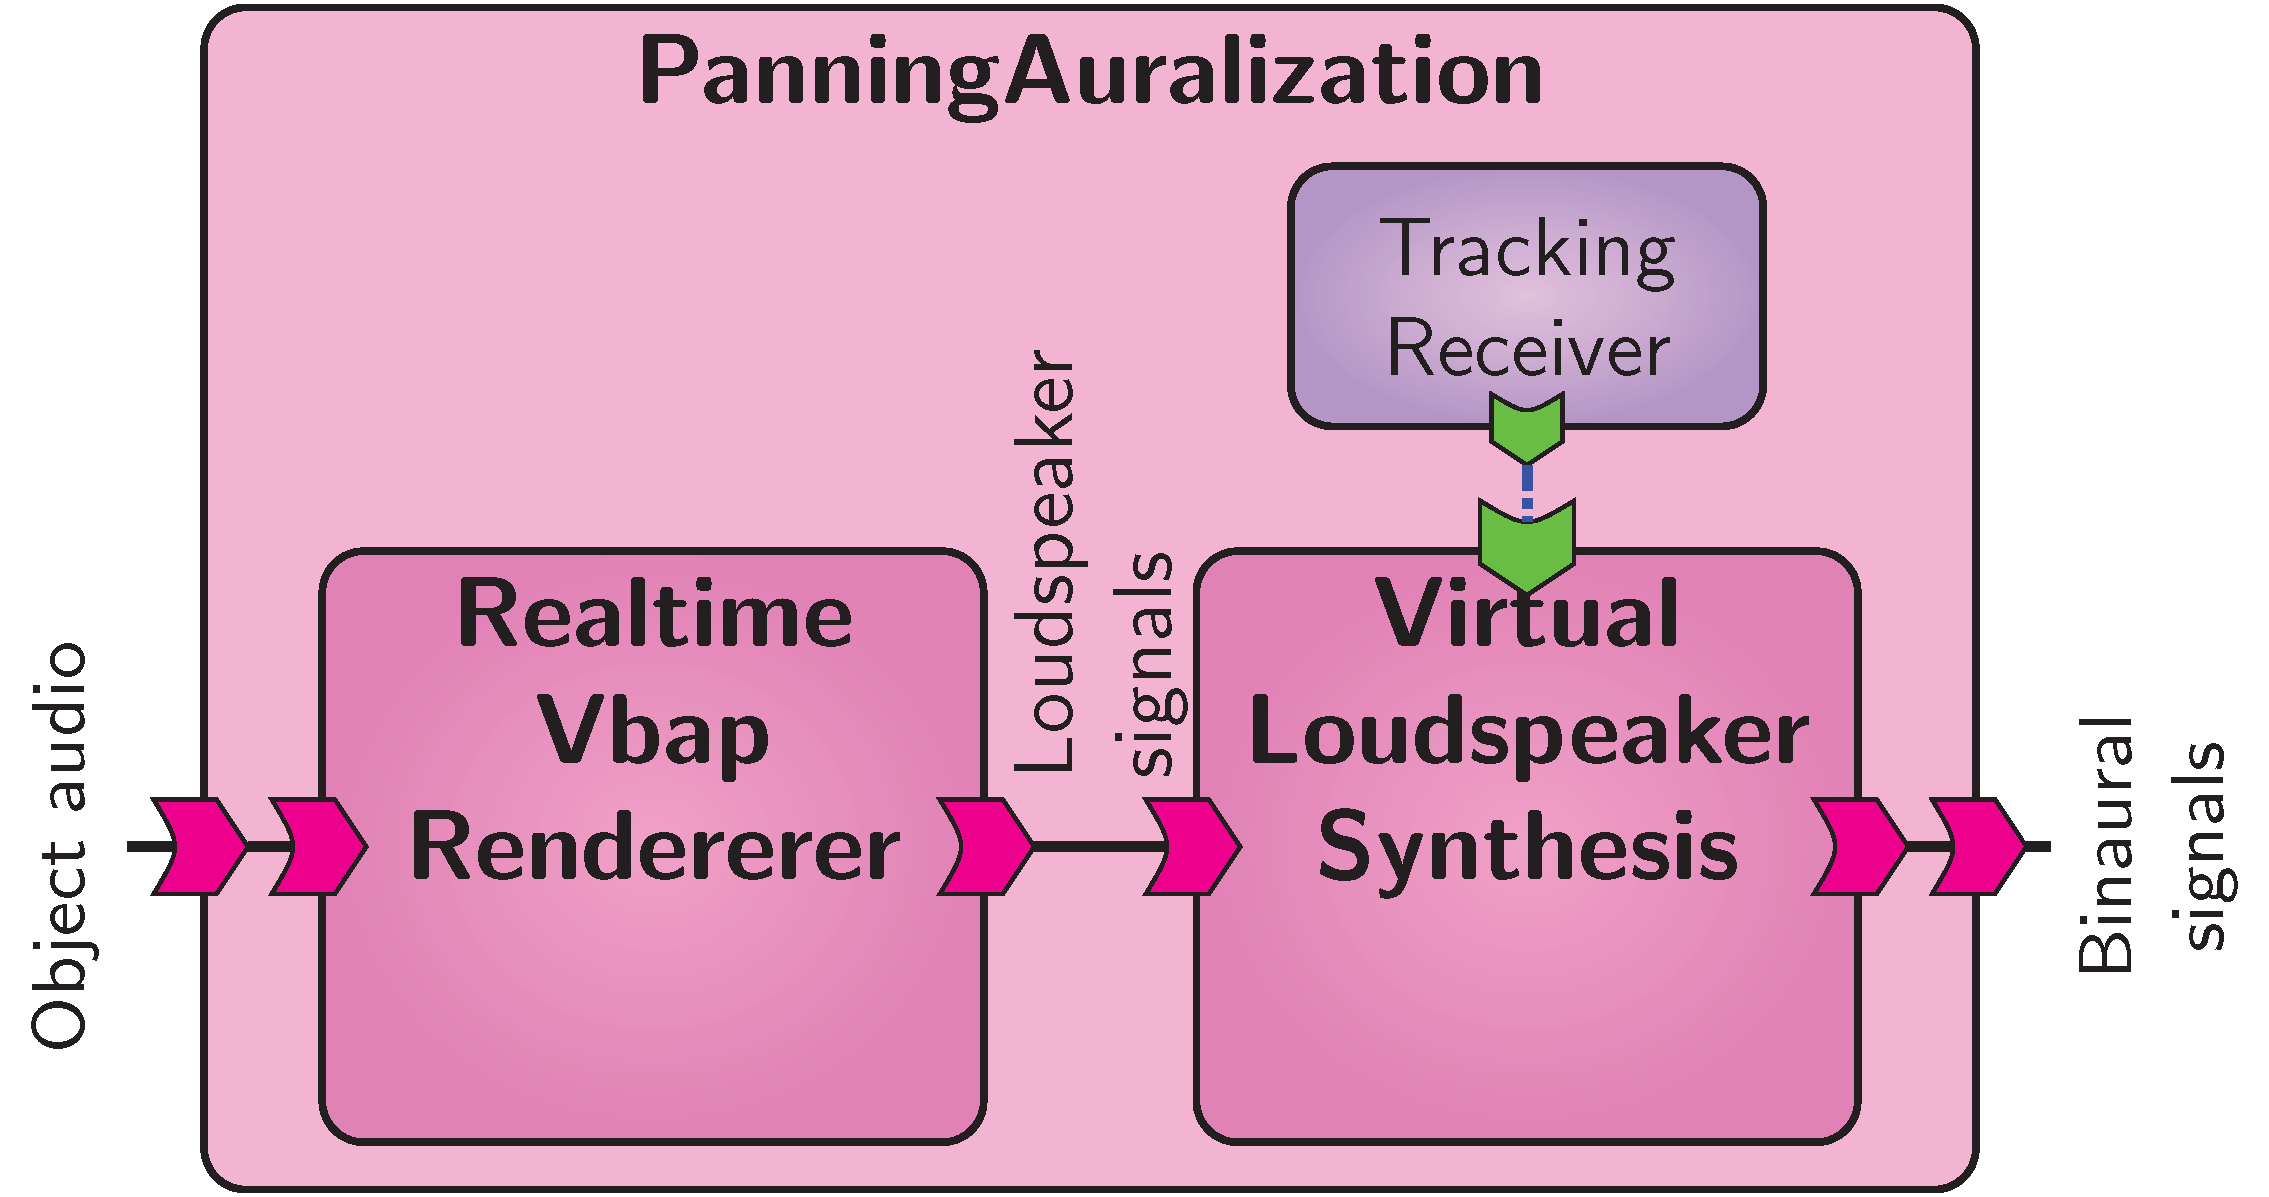 PanningAuralization
Tracking
Receiver
Object audio
Realtime
Vbap
Rendererer
Loudspeaker
signals
Virtual
Loudspeaker
Synthesis
Binaural
signals